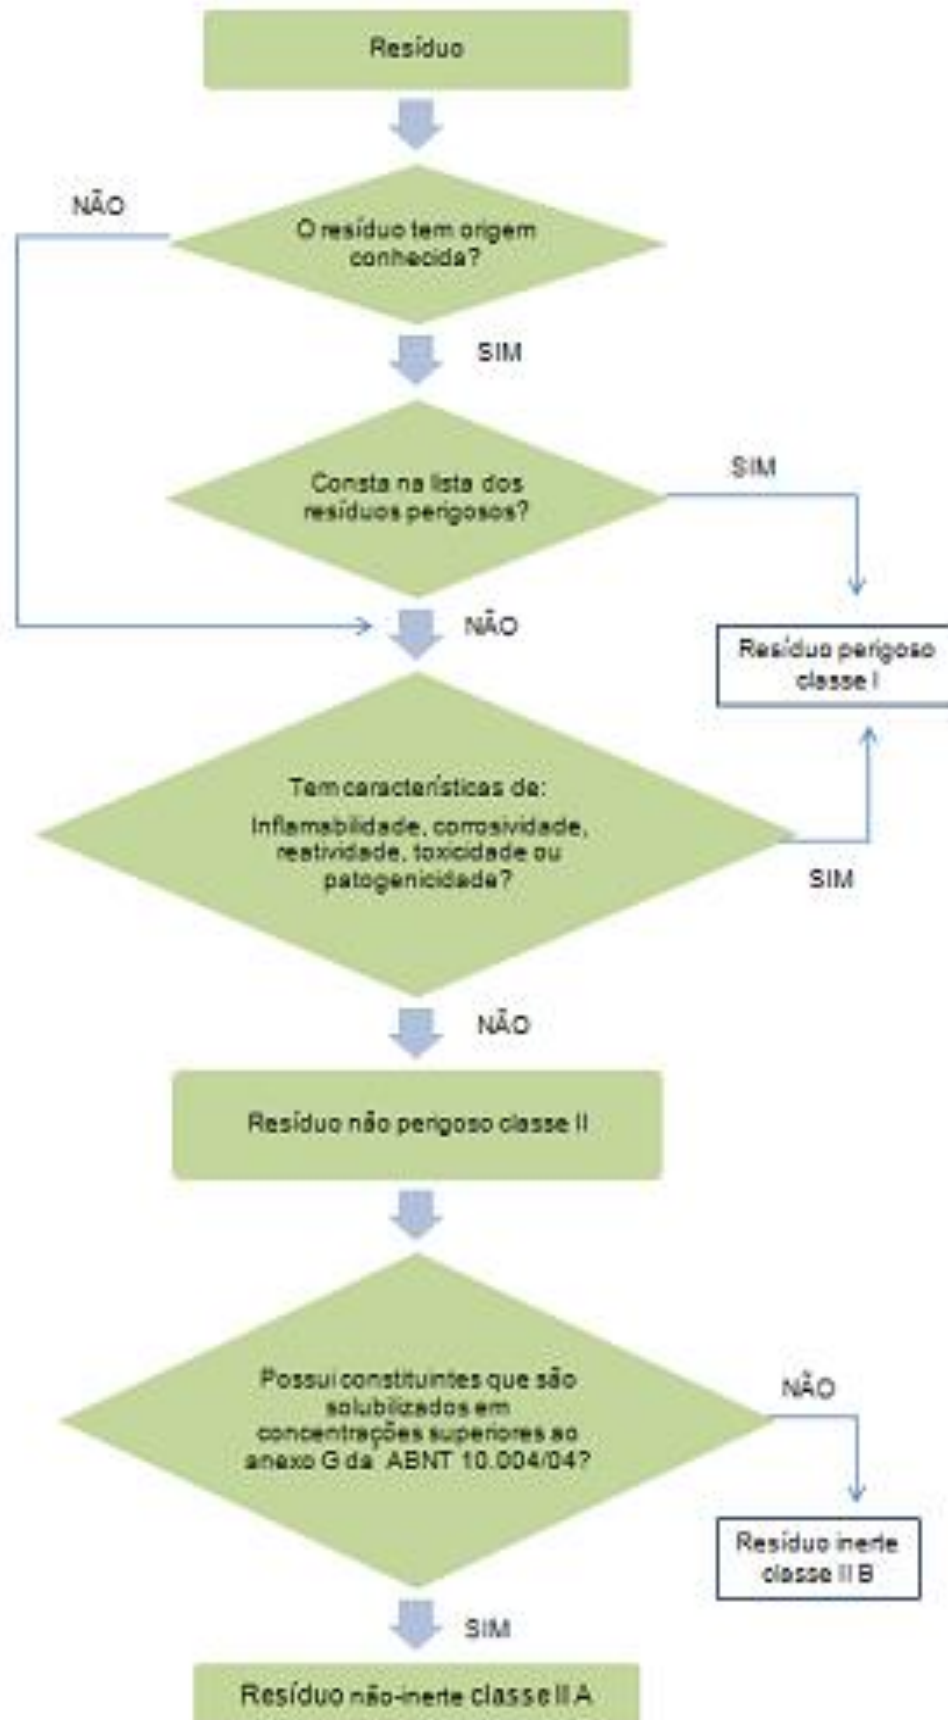 Resíduo
NÃO
O resíduo tem origem
conhecida?
SIM
Consta na lista dos
resíduos perigosos?
SIM
NÃO
Resíduo perigoso
classe I
Tem características de:
Inflamabilidade, corrosividade,
reatividade, toxicidade ou
patogenicidade?
SIM
NÃO
Resíduo não perigoso classe II
Possui constituintes que são
solubilizados em
concentrações superiores ao
anexo G da ABNT 10.004/04?
NÃO
Resíduo inerte
classe II B
SIM
Resíduo não-inerte classe II A